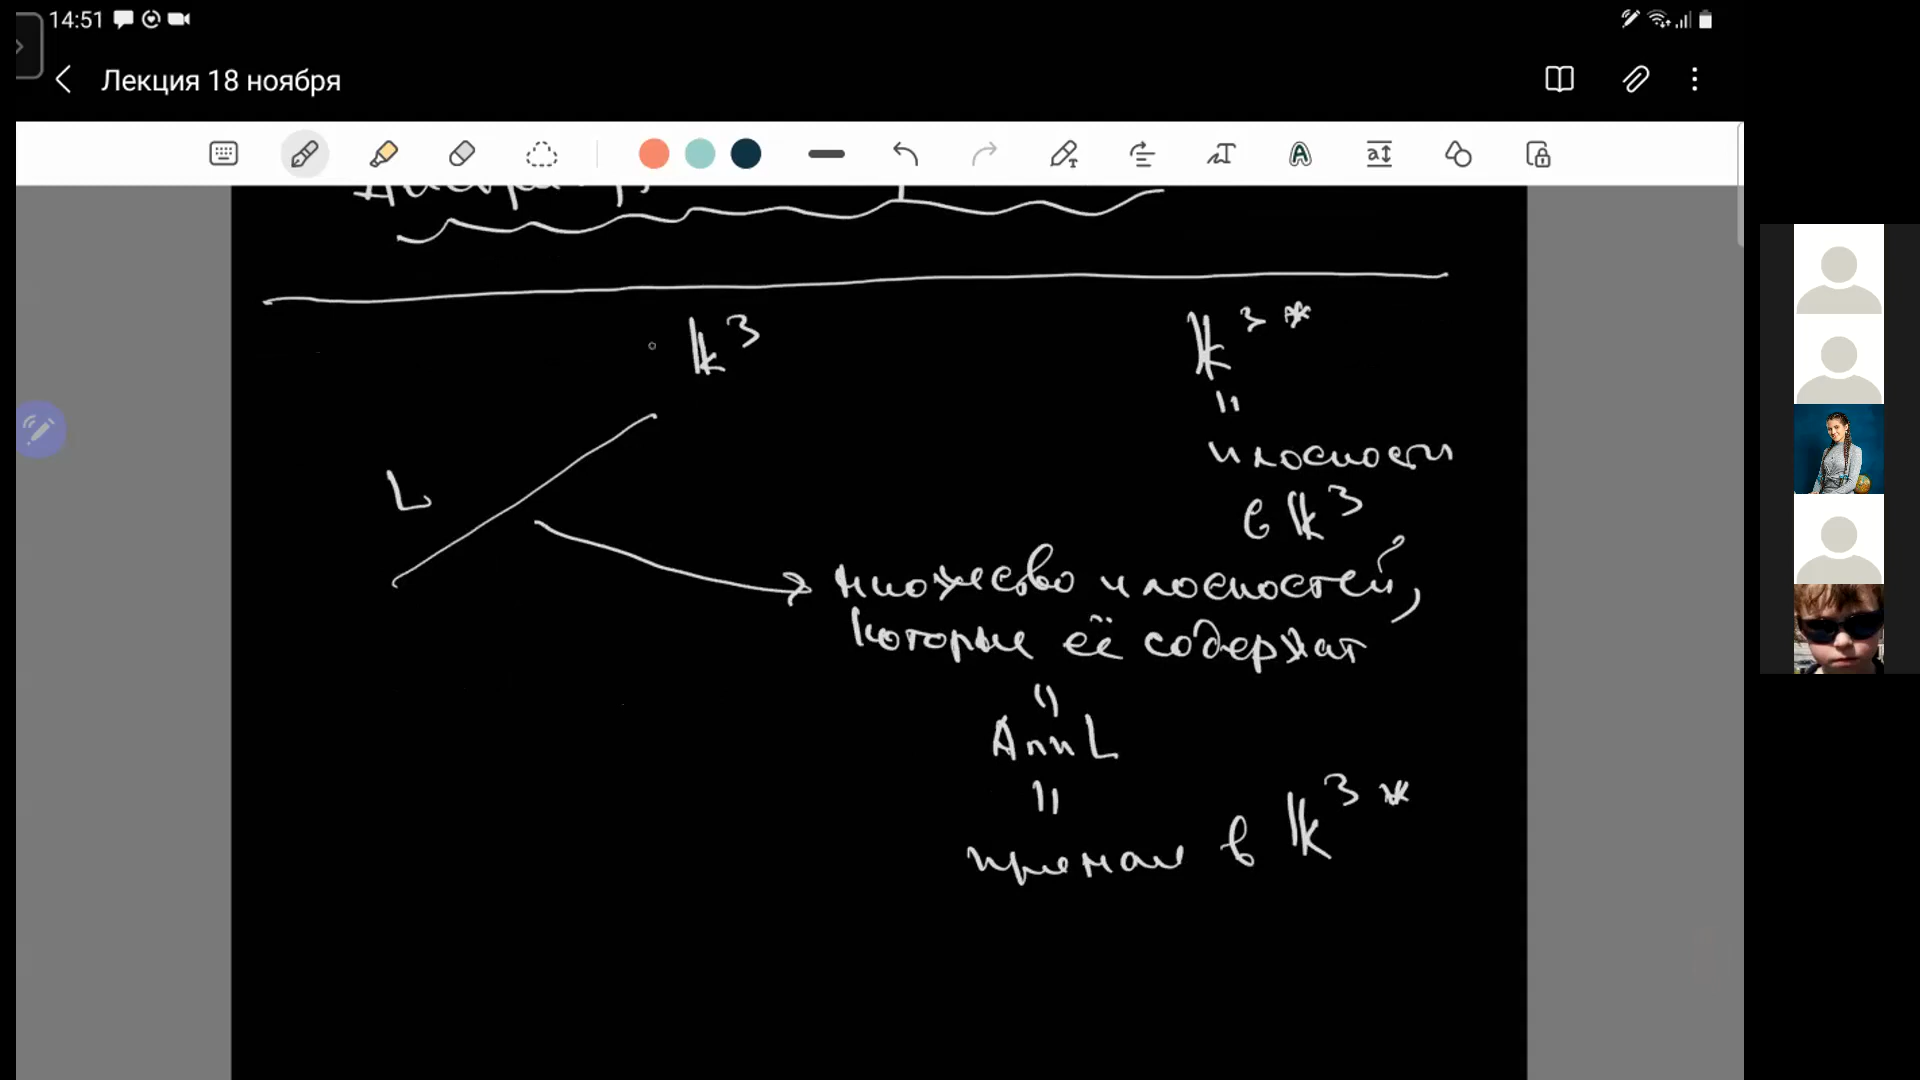 14:51
Лекция 18 ноября
𝕜³ 𝕜³*
॥
L плоскости
в 𝕜³
множество плоскостей,
которые её содержат
॥
Ann L
॥
прямая в 𝕜³*